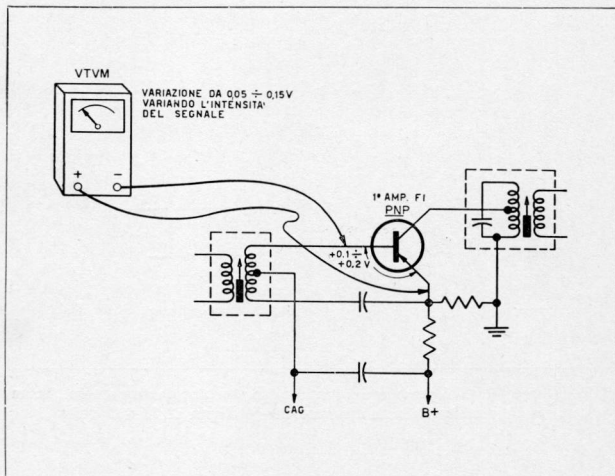 VTVM
VARIAZIONE DA 0,05 ÷ 0,15 V
VARIANDO L'INTENSITA'
DEL SEGNALE
+ −
1ª AMP. FI
PNP
+0.1 ÷
+0.2 V
CAG
B+